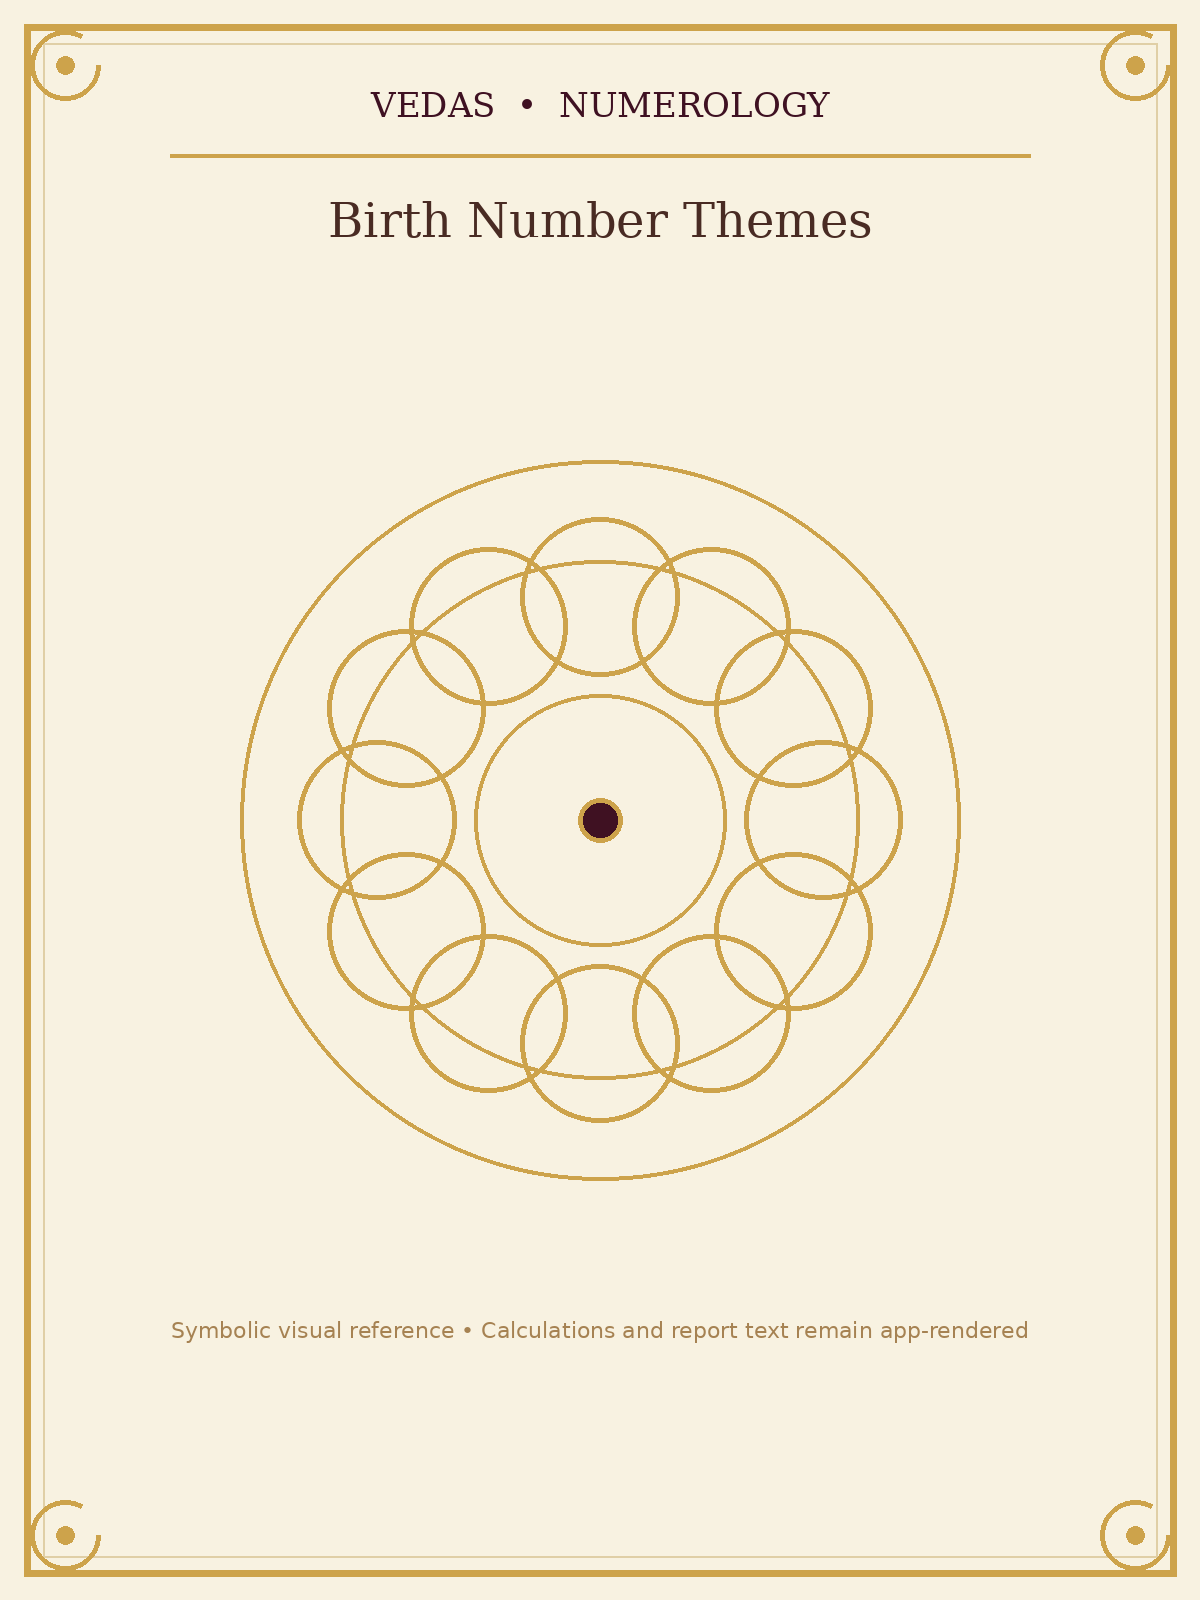 VEDAS • NUMEROLOGY
Birth Number Themes
Symbolic visual reference • Calculations and report text remain app-rendered